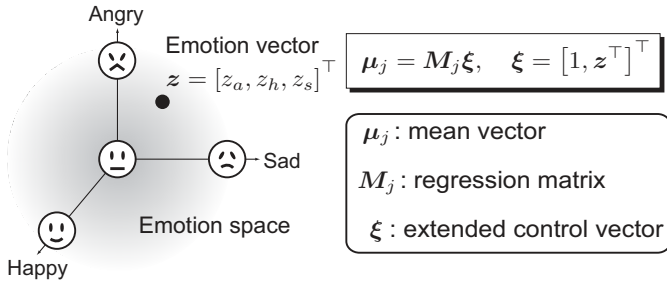 Angry
Emotion vector
z = [z_a, z_h, z_s]^⊤
Sad
Emotion space
Happy
μ_j = M_j ξ, ξ = [1, z^⊤]^⊤
μ_j : mean vector
M_j : regression matrix
ξ : extended control vector